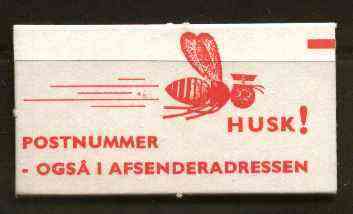 HUSK!
POSTNUMMER
- OGSÅ I AFSENDERADRESSEN